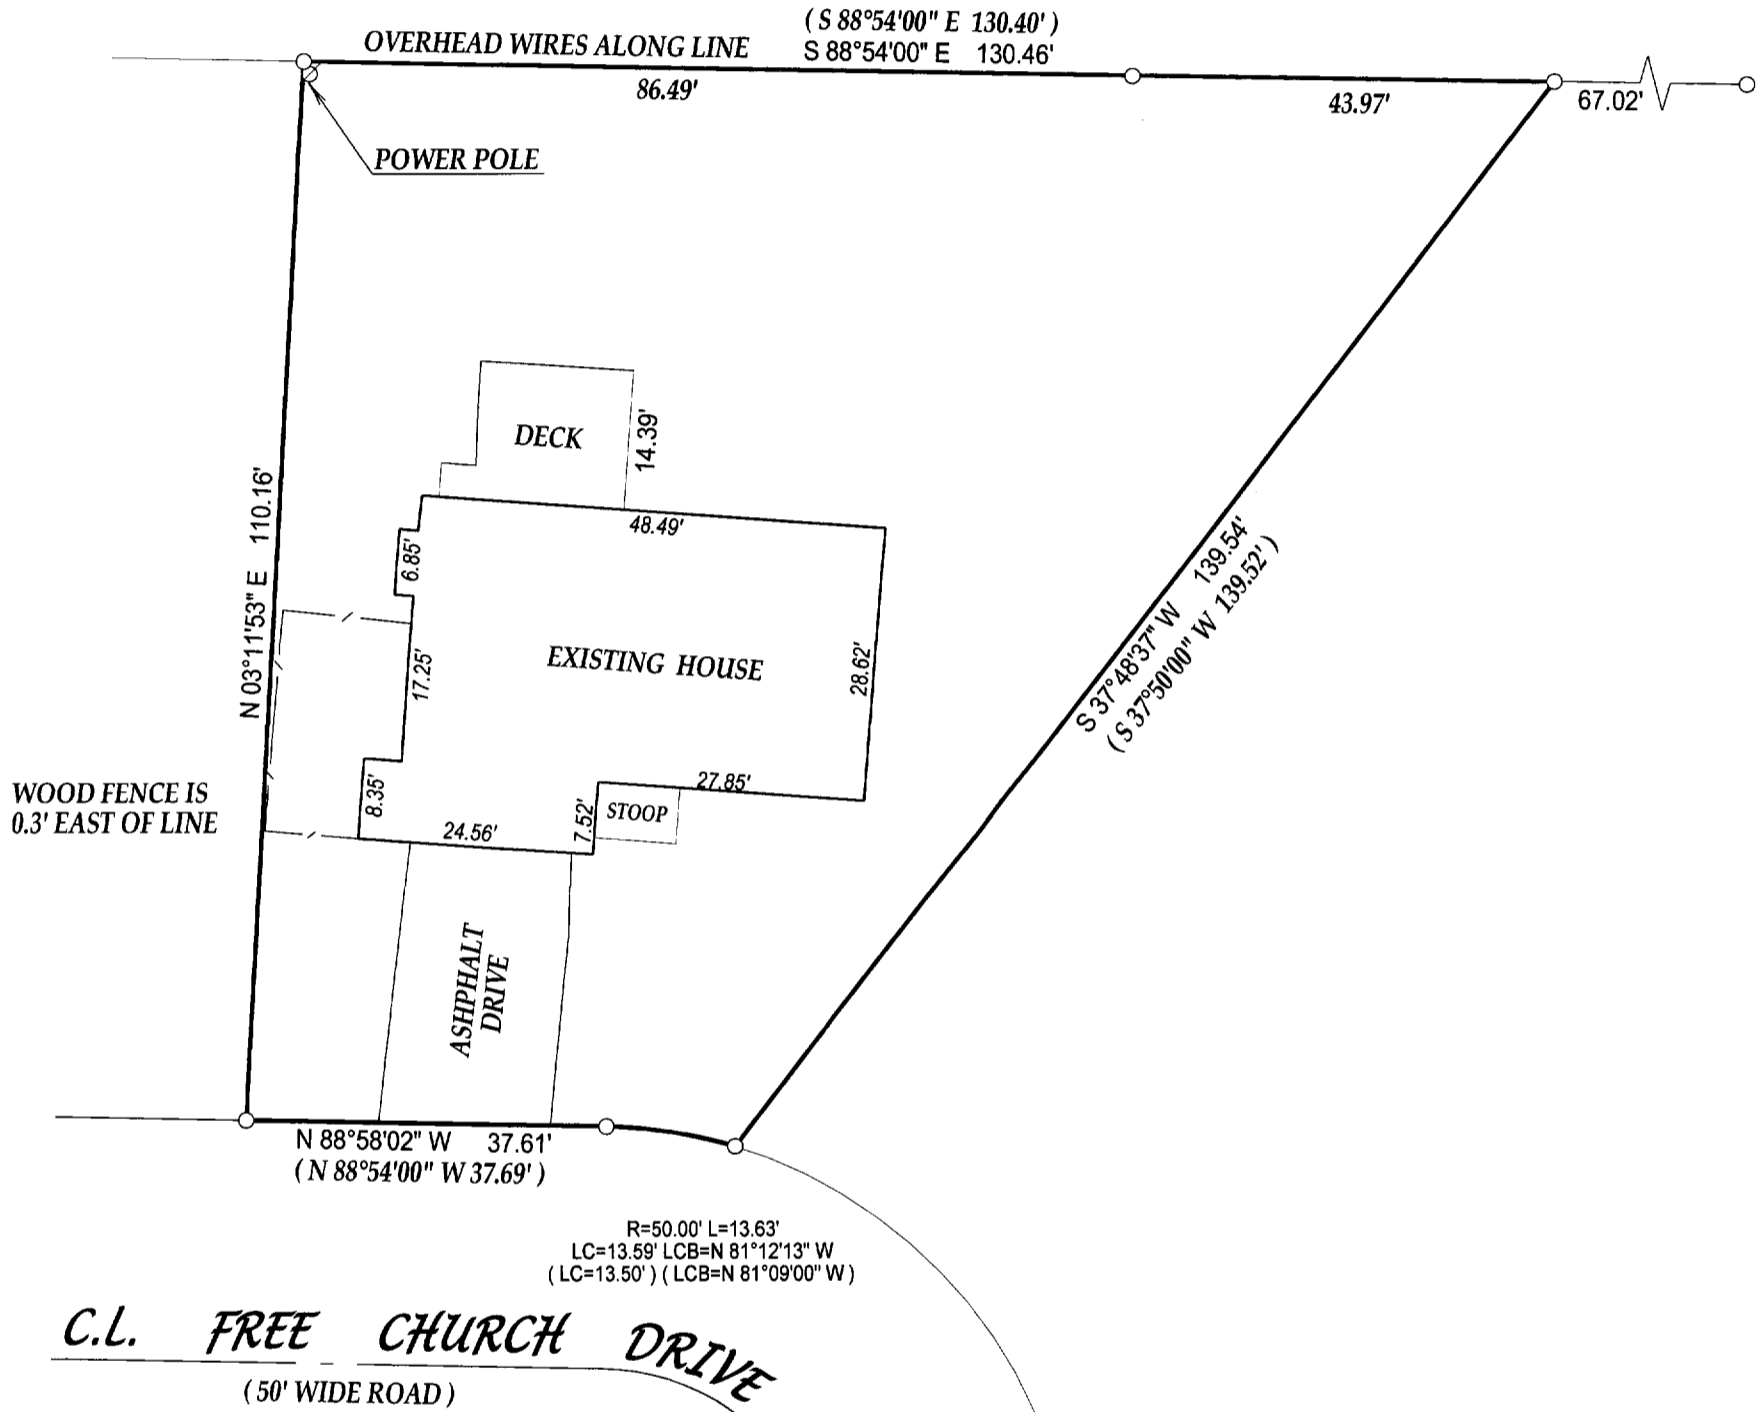 ( S 88°54'00" E 130.40' )
OVERHEAD WIRES ALONG LINE
S 88°54'00" E 130.46'
86.49'
43.97'
67.02'
POWER POLE
DECK
14.39'
N 03°11'53" E 110.16'
48.49'
6.85'
S 37°48'37" W 139.54'
( S 37°50'00" W 139.52' )
EXISTING HOUSE
17.25'
28.62'
WOOD FENCE IS
0.3' EAST OF LINE
8.35'
27.85'
STOOP
7.52'
24.56'
ASHPHALT
DRIVE
N 88°58'02" W 37.61'
( N 88°54'00" W 37.69' )
R=50.00' L=13.63'
LC=13.59' LCB=N 81°12'13" W
( LC=13.50' ) ( LCB=N 81°09'00" W )
C.L. FREE CHURCH DRIVE
( 50' WIDE ROAD )